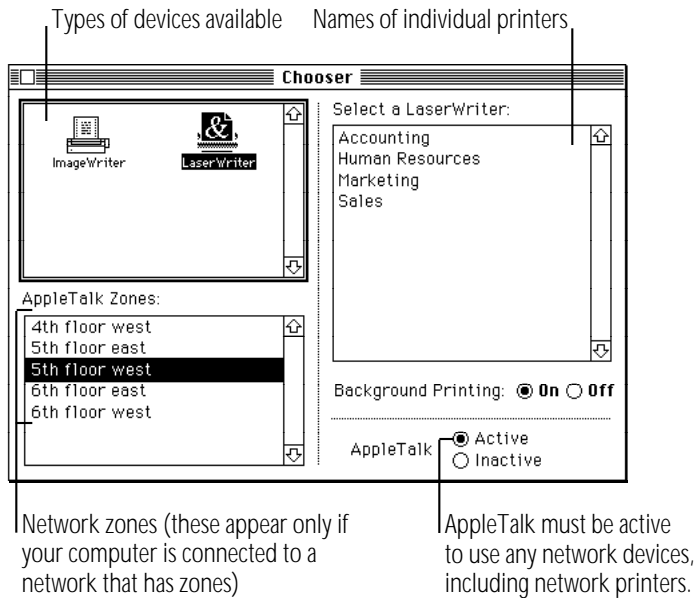 Types of devices available
Names of individual printers
Chooser
ImageWriter
LaserWriter
Select a LaserWriter:
Accounting
Human Resources
Marketing
Sales
AppleTalk Zones:
4th floor west
5th floor east
5th floor west
6th floor east
6th floor west
Background Printing: On Off
AppleTalk
Active
Inactive
Network zones (these appear only if
your computer is connected to a
network that has zones)
AppleTalk must be active
to use any network devices,
including network printers.